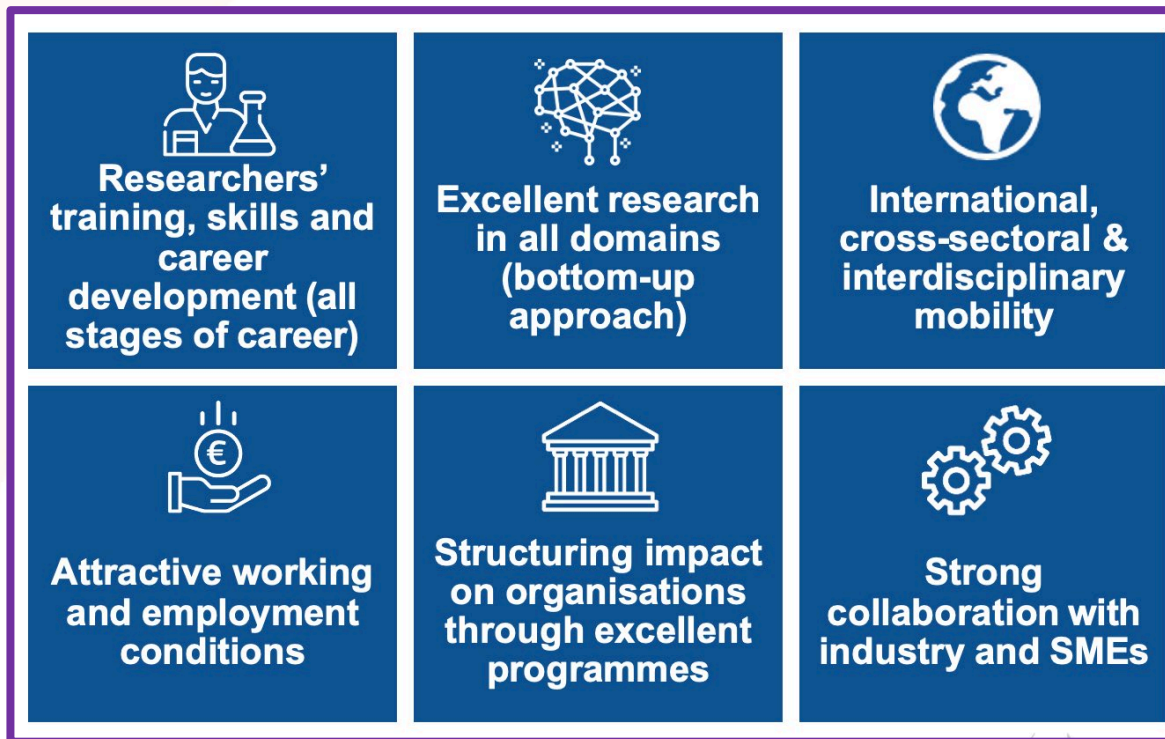 Researchers’
training, skills and
career
development (all
stages of career)
Excellent research
in all domains
(bottom-up
approach)
International,
cross-sectoral &
interdisciplinary
mobility
€
Attractive working
and employment
conditions
Structuring impact
on organisations
through excellent
programmes
Strong
collaboration with
industry and SMEs